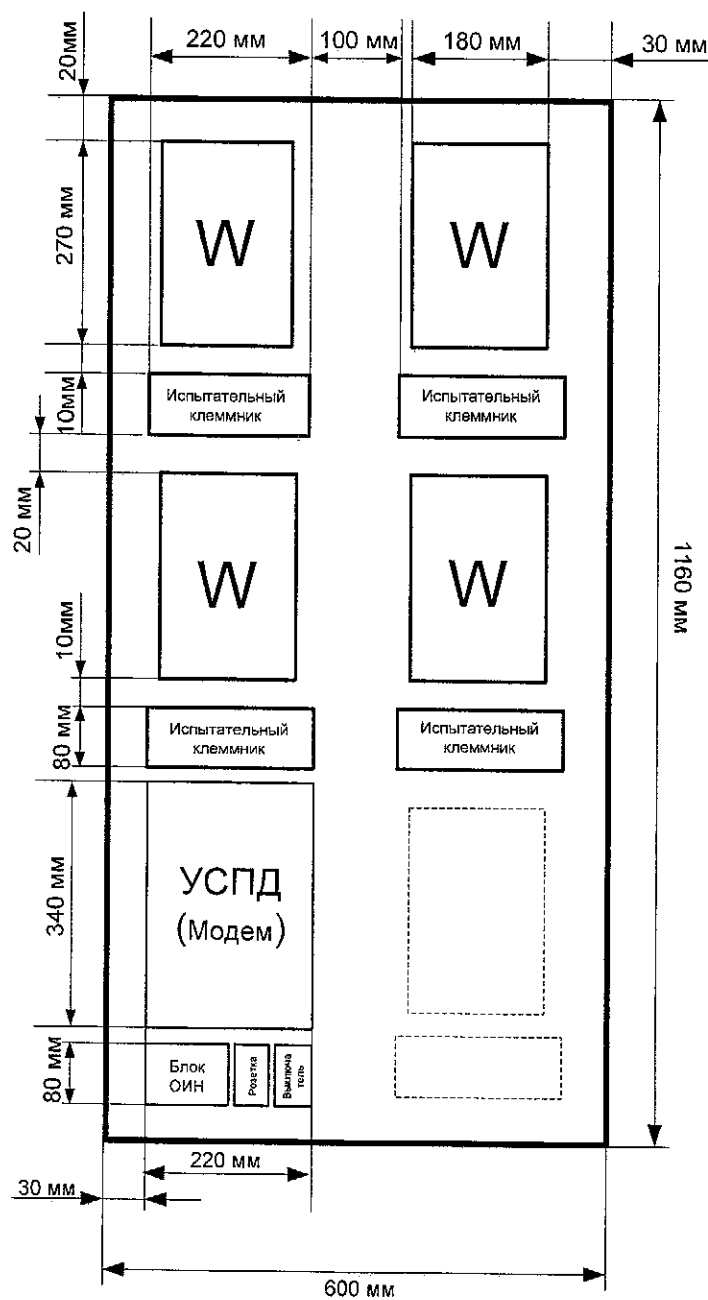 220 мм
100 мм
180 мм
30 мм
20мм
270 мм
W
W
10мм
Испытательный
клеммник
Испытательный
клеммник
20 мм
W
W
1160 мм
10мм
80 мм
Испытательный
клеммник
Испытательный
клеммник
340 мм
УСПД
(Модем)
80 мм
Блок
ОИН
Розетка
Выключа
тель
220 мм
30 мм
600 мм